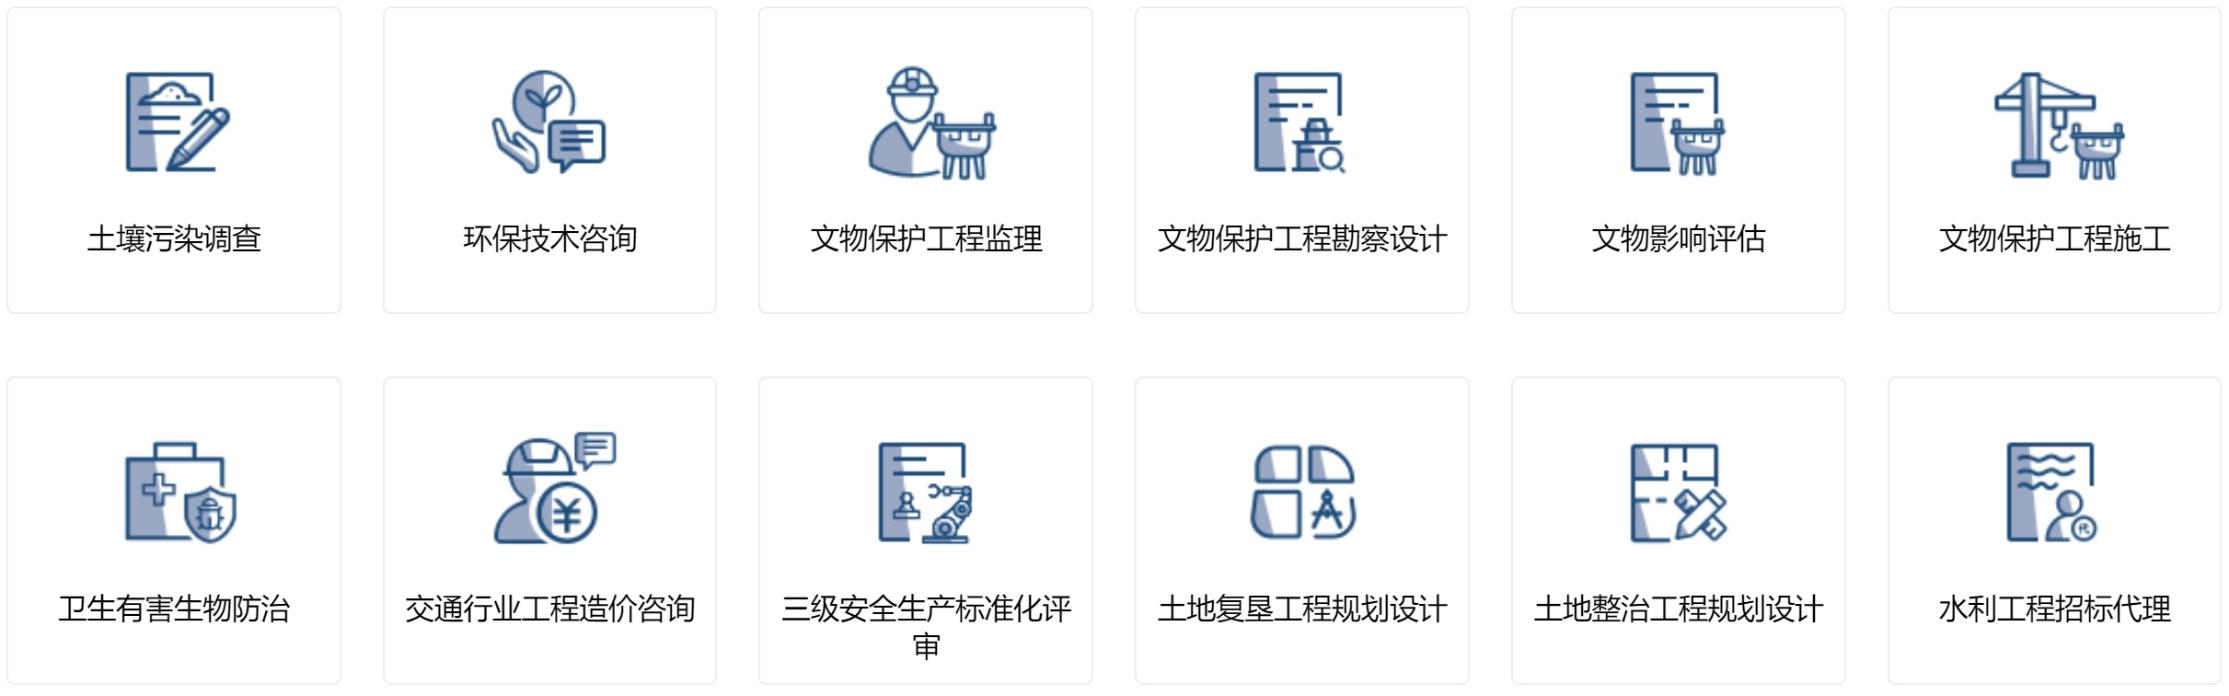 土壤污染调查
环保技术咨询
文物保护工程监理
文物保护工程勘察设计
文物影响评估
文物保护工程施工
卫生有害生物防治
交通行业工程造价咨询
三级安全生产标准化评
审
土地复垦工程规划设计
土地整治工程规划设计
水利工程招标代理
¥
代